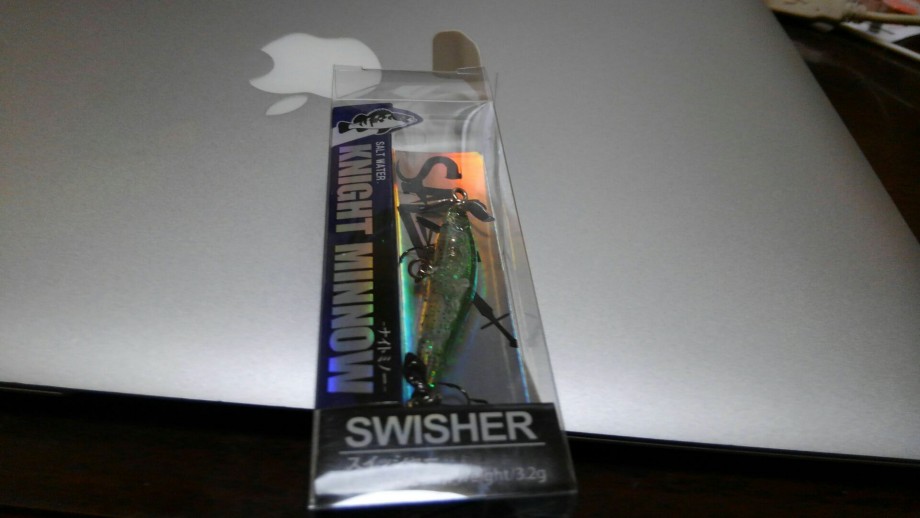 SALT WATER
KNIGHT MINNOW
-ナイトミノー-
SWISHER
Weight/3.2g